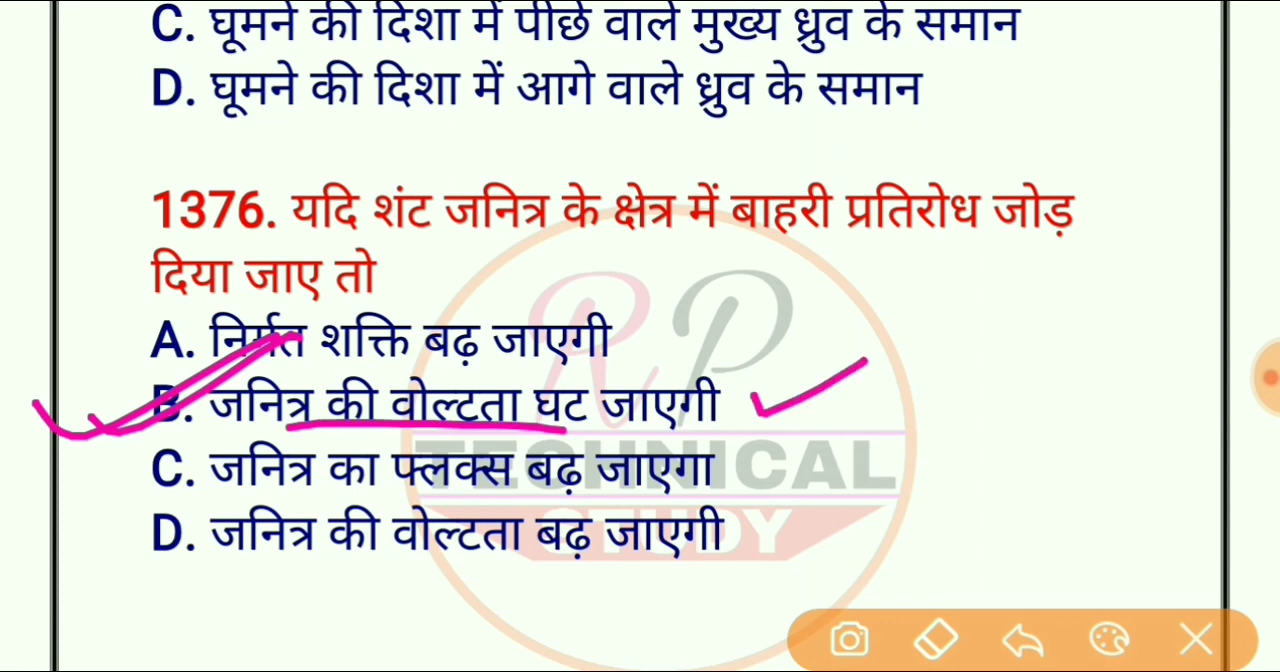 C. घूमने की दिशा में पीछे वाले मुख्य ध्रुव के समान
D. घूमने की दिशा में आगे वाले ध्रुव के समान
1376. यदि शंट जनित्र के क्षेत्र में बाहरी प्रतिरोध जोड़
दिया जाए तो
A. निर्गत शक्ति बढ़ जाएगी
B. जनित्र की वोल्टता घट जाएगी
C. जनित्र का फ्लक्स बढ़ जाएगा
D. जनित्र की वोल्टता बढ़ जाएगी
RP
TECHNICAL
STUDY